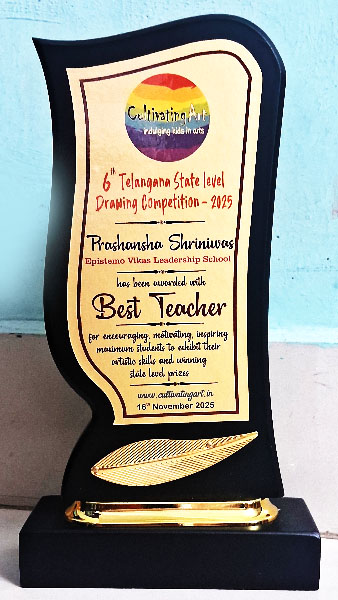 Cultivating Art
indulging kids in arts
6th Telangana State level
Drawing Competition - 2025
Prashansha Shriniwas
Epistemo Vikas Leadership School
has been awarded with
Best Teacher
for encouraging, motivating, inspiring
maximum students to exhibit their
artistic skills and winning
state level prizes
www.cultivatingart.in
16th November 2025